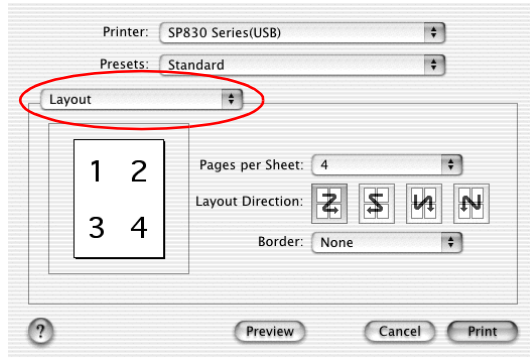 Printer: SP830 Series(USB)
Presets: Standard
Layout
1 2
3 4
Pages per Sheet: 4
Layout Direction:
Border: None
? Preview Cancel Print